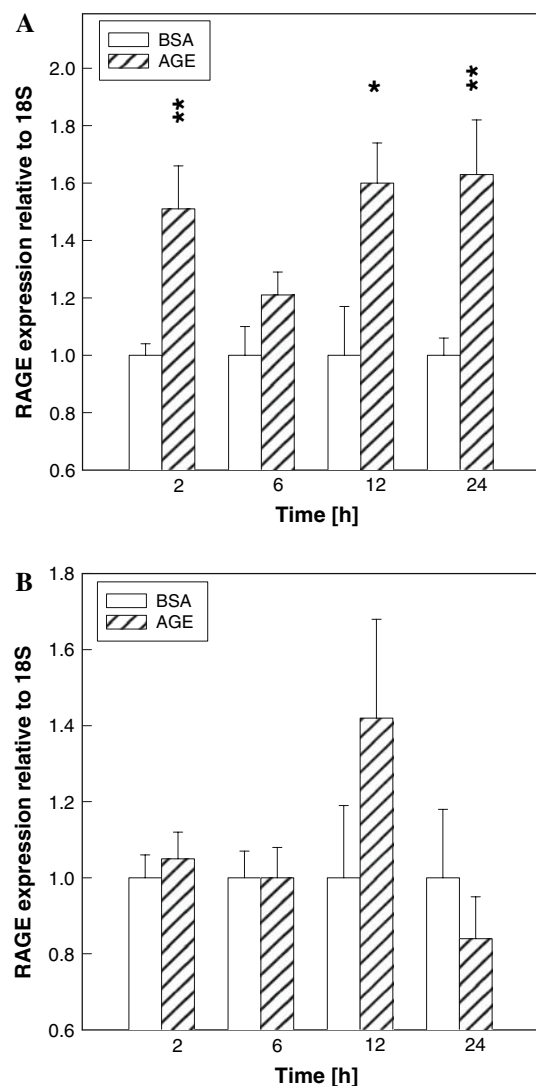 A
BSA
AGE
**
*
**
2.0
1.8
1.6
1.4
1.2
1.0
0.8
0.6
RAGE expression relative to 18S
2 6 12 24
Time [h]
B
BSA
AGE
1.8
1.6
1.4
1.2
1.0
0.8
0.6
RAGE expression relative to 18S
2 6 12 24
Time [h]